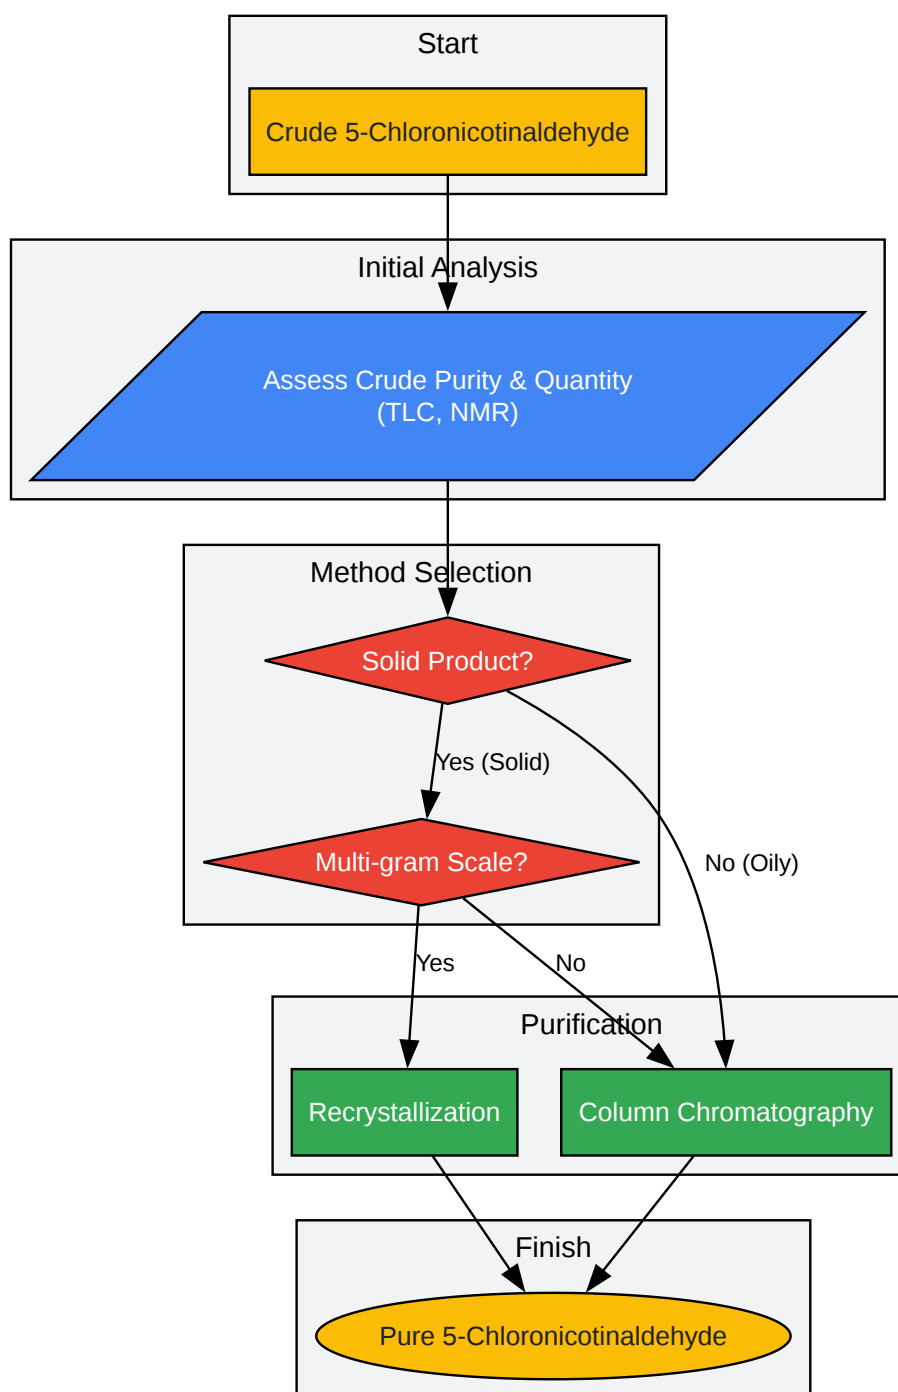 Start
Crude 5-Chloronicotinaldehyde
Initial Analysis
Assess Crude Purity & Quantity
(TLC, NMR)
Method Selection
Solid Product?
Yes (Solid)
Multi-gram Scale?
No (Oily)
Yes
No
Purification
Recrystallization
Column Chromatography
Finish
Pure 5-Chloronicotinaldehyde